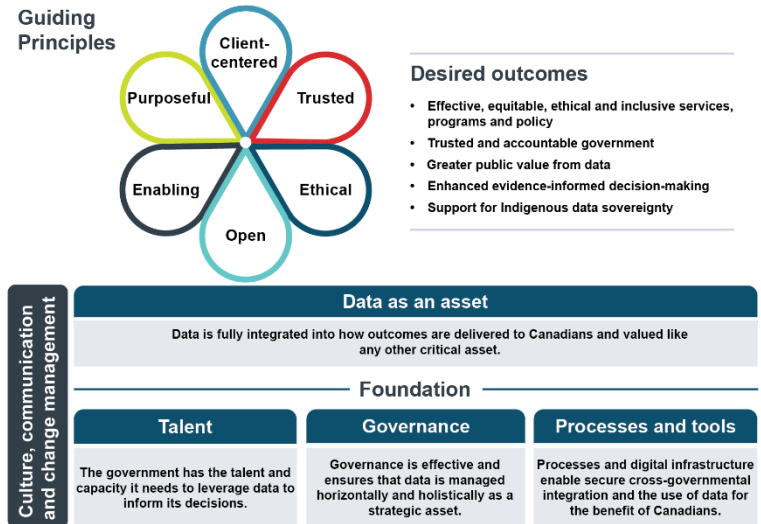 Guiding
Principles
Client-
centered
Purposeful
Trusted
Enabling
Ethical
Open
Desired outcomes
• Effective, equitable, ethical and inclusive services,
programs and policy
• Trusted and accountable government
• Greater public value from data
• Enhanced evidence-informed decision-making
• Support for Indigenous data sovereignty
Culture, communication
and change management
Data as an asset
Data is fully integrated into how outcomes are delivered to Canadians and valued like
any other critical asset.
Foundation
Talent
The government has the talent and
capacity it needs to leverage data to
inform its decisions.
Governance
Governance is effective and
ensures that data is managed
horizontally and holistically as a
strategic asset.
Processes and tools
Processes and digital infrastructure
enable secure cross-governmental
integration and the use of data for
the benefit of Canadians.